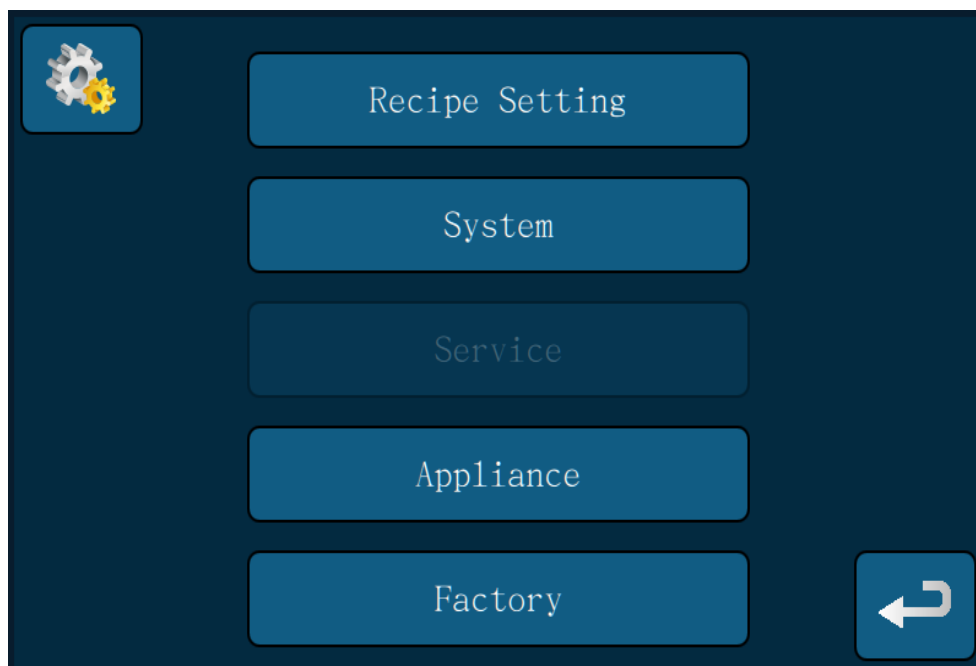 Recipe Setting
System
Service
Appliance
Factory